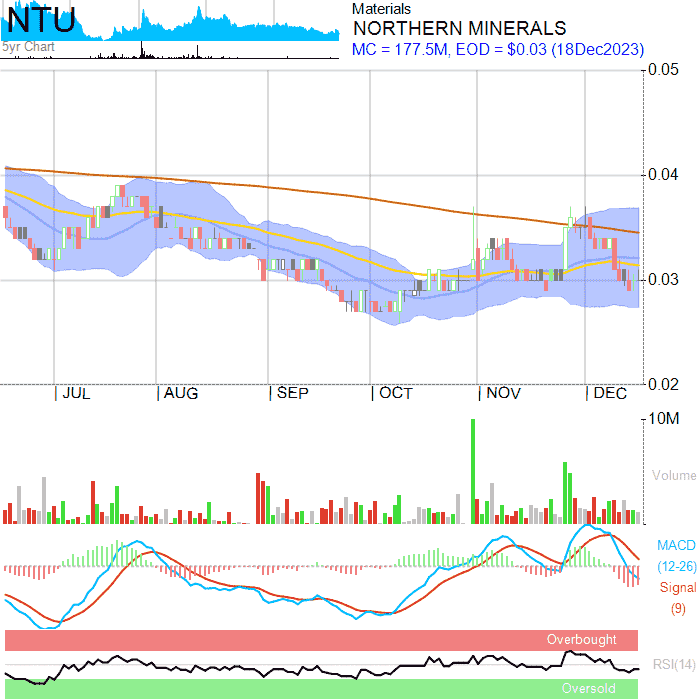 NTU
5yr Chart
Materials
NORTHERN MINERALS
MC = 177.5M, EOD = $0.03 (18Dec2023)
0.05
0.04
0.03
0.02
JUL AUG SEP OCT NOV DEC
10M
Volume
MACD
(12-26)
Signal
(9)
Overbought
RSI(14)
Oversold